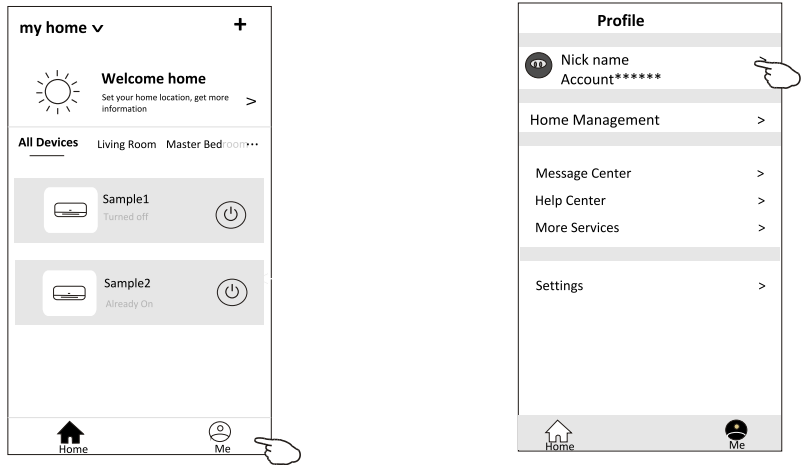 my home
+
Welcome home
Set your home location, get more
information
>
All Devices Living Room Master Bedroom...
Sample1
Turned off
Sample2
Already On
Home Me
Profile
Nick name
Account******
Home Management >
Message Center >
Help Center >
More Services >
Settings >
Home Me